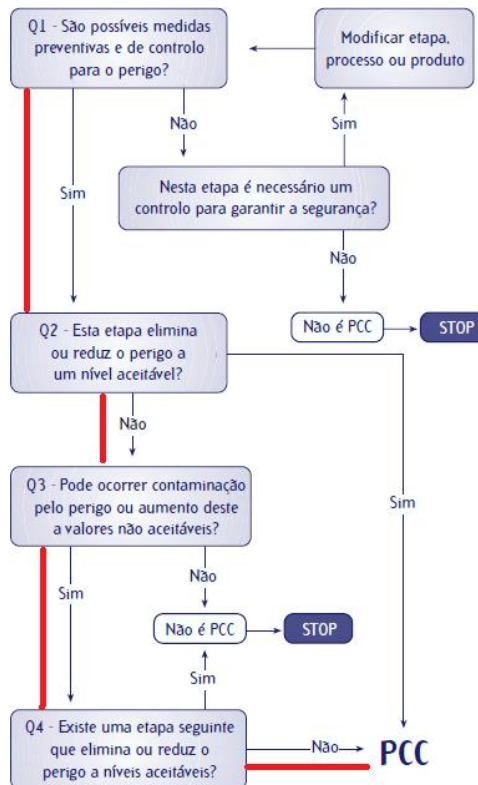 Q1 - São possíveis medidas
preventivas e de controlo
para o perigo?
Modificar etapa,
processo ou produto
Não
Sim
Sim
Nesta etapa é necessário um
controlo para garantir a segurança?
Não
Não é PCC
STOP
Q2 - Esta etapa elimina
ou reduz o perigo a
um nível aceitável?
Não
Sim
Q3 - Pode ocorrer contaminação
pelo perigo ou aumento deste
a valores não aceitáveis?
Sim
Não
Não é PCC
STOP
Sim
Q4 - Existe uma etapa seguinte
que elimina ou reduz o
perigo a níveis aceitáveis?
Não
PCC